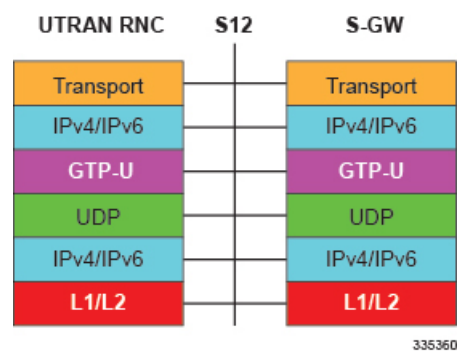 UTRAN RNC S12 S-GW
Transport Transport
IPv4/IPv6 IPv4/IPv6
GTP-U GTP-U
UDP UDP
IPv4/IPv6 IPv4/IPv6
L1/L2 L1/L2
335360